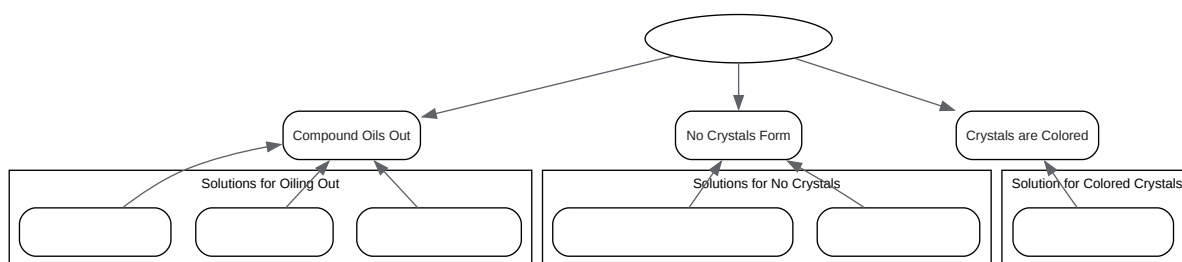 Compound Oils Out
No Crystals Form
Crystals are Colored
Solutions for Oiling Out
Solutions for No Crystals
Solution for Colored Crystals